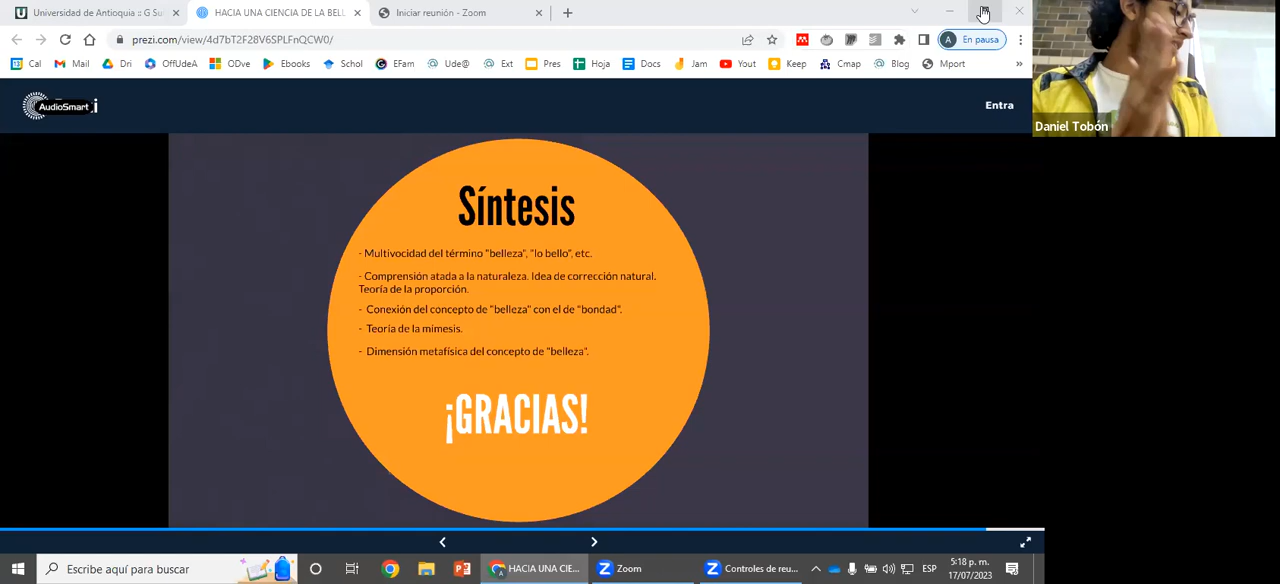 Universidad de Antioquia :: G Su
HACIA UNA CIENCIA DE LA BELL
Iniciar reunión - Zoom
prezi.com/view/4d7bT2F28V6SPLFnQCW0/
A En pausa
Cal Mail Dri OffUdeA ODve Ebooks Schol EFam Ude@ Ext Pres Hoja Docs Jam Yout Keep Cmap Blog Mport »
AudioSmart i
Entra
Daniel Tobón
Síntesis
- Multivocidad del término "belleza", "lo bello", etc.
- Comprensión atada a la naturaleza. Idea de corrección natural.
Teoría de la proporción.
- Conexión del concepto de "belleza" con el de "bondad".
- Teoría de la mímesis.
- Dimensión metafísica del concepto de "belleza".
¡GRACIAS!
Escribe aquí para buscar
HACIA UNA CIE...
Zoom
Controles de reu...
ESP
5:18 p. m.
17/07/2023